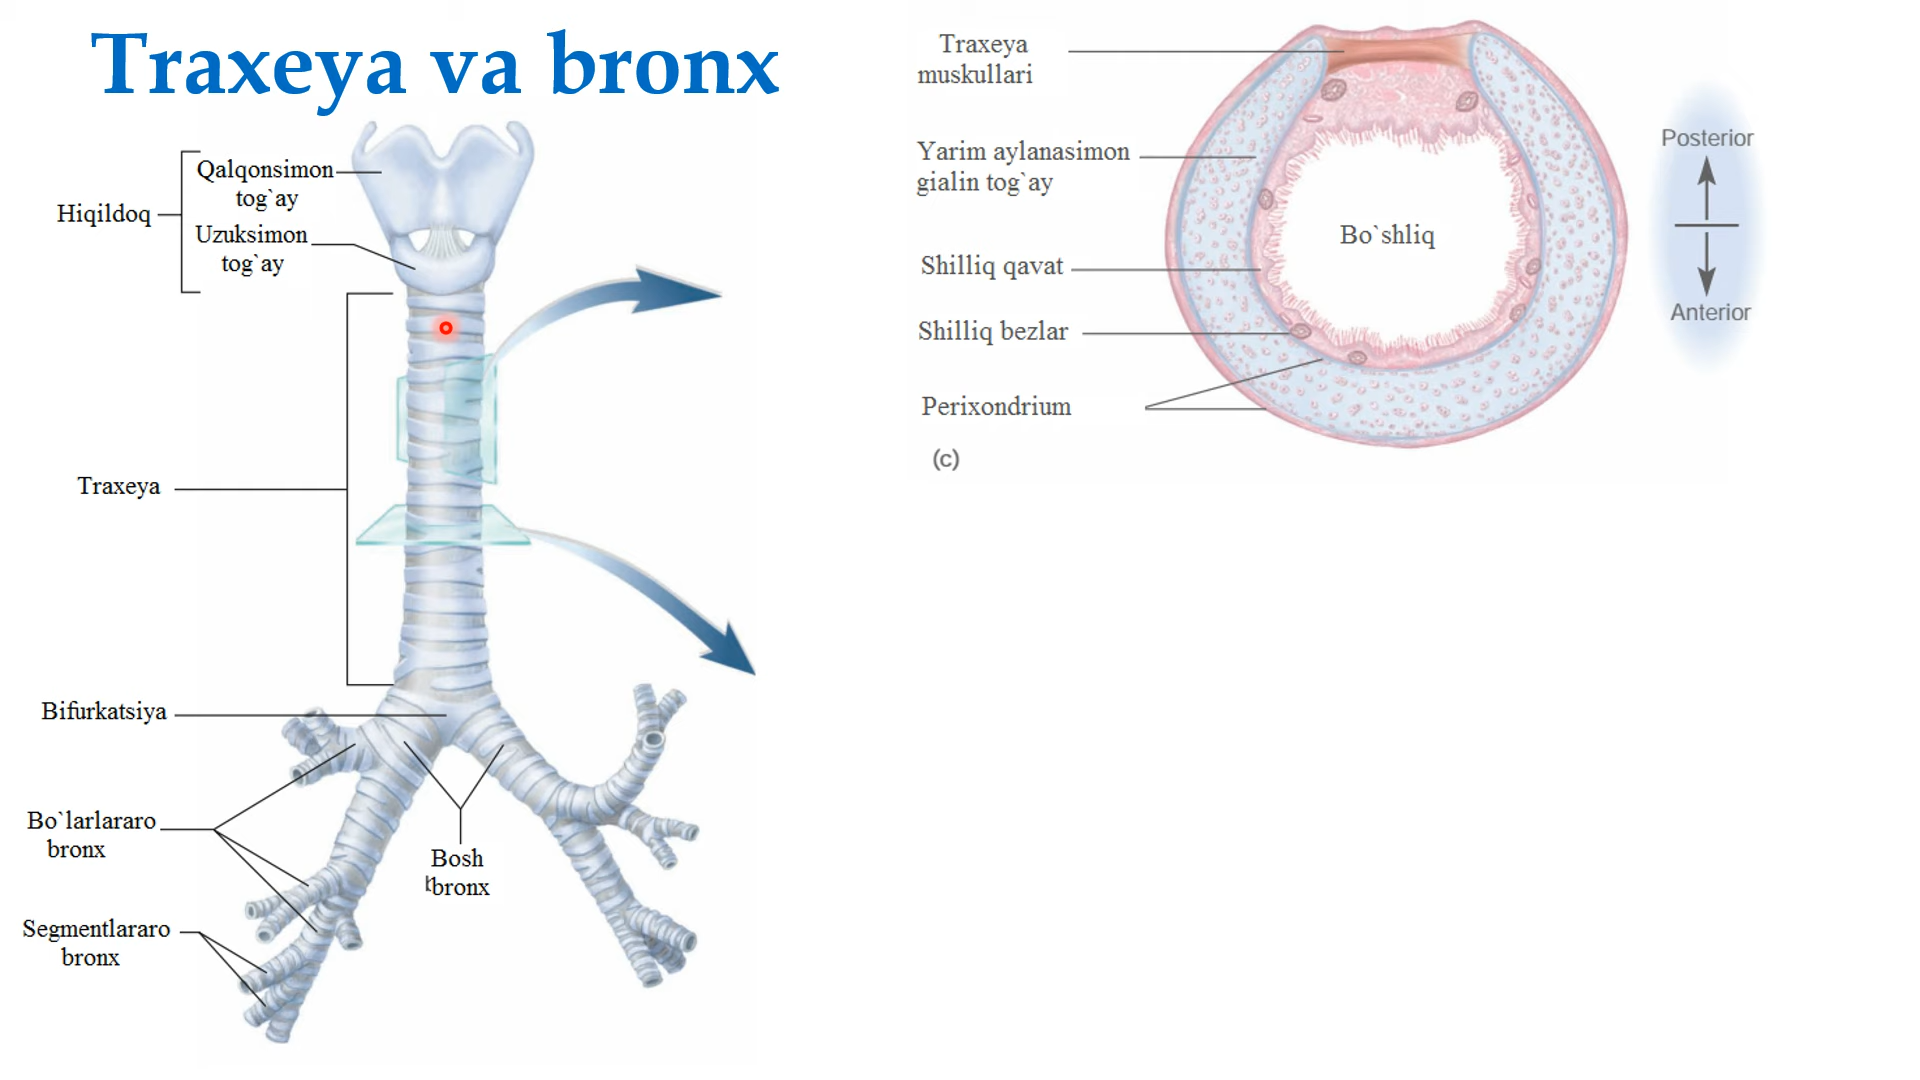 Traxeya va bronx
Hiqildoq
Qalqonsimon
tog`ay
Uzuksimon
tog`ay
Traxeya
Bifurkatsiya
Bo`larlararo
bronx
Segmentlararo
bronx
Bosh
bronx
Traxeya
muskullari
Yarim aylanasimon
gialin tog`ay
Shilliq qavat
Shilliq bezlar
Perixondrium
(c)
Bo`shliq
Posterior
Anterior